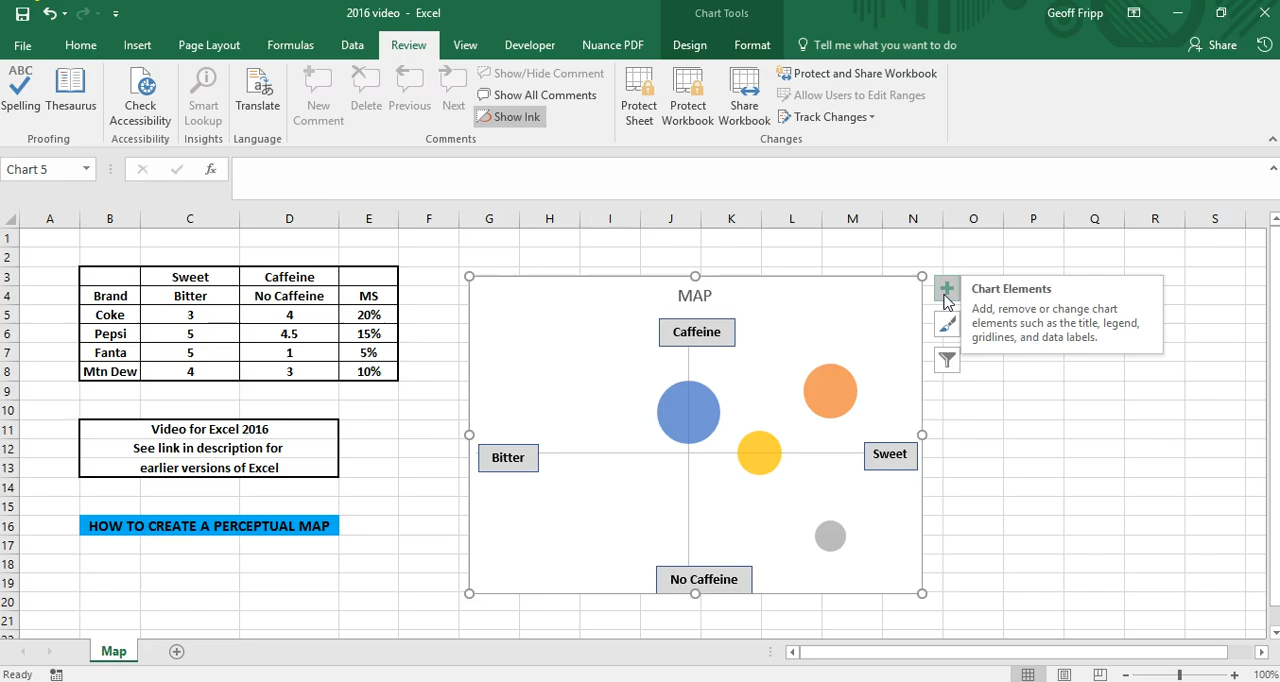 2016 video - Excel
Chart Tools
Geoff Fripp
File Home Insert Page Layout Formulas Data Review View Developer Nuance PDF Design Format Tell me what you want to do Share
ABC
Spelling Thesaurus
Check Accessibility
Smart Lookup
Translate
New Comment
Delete Previous Next
Show/Hide Comment
Show All Comments
Show Ink
Protect Sheet
Protect Workbook
Share Workbook
Protect and Share Workbook
Allow Users to Edit Ranges
Track Changes
Proofing Accessibility Insights Language Comments Changes
Chart 5 fx
A B C D E F G H I J K L M N O P Q R S
1
2
3 Sweet Caffeine
4 Brand Bitter No Caffeine MS
5 Coke 3 4 20%
6 Pepsi 5 4.5 15%
7 Fanta 5 1 5%
8 Mtn Dew 4 3 10%
9
10
11 Video for Excel 2016
12 See link in description for
13 earlier versions of Excel
14
15
16 HOW TO CREATE A PERCEPTUAL MAP
17
18
19
20
21
MAP
Caffeine
Bitter
Sweet
No Caffeine
Chart Elements
Add, remove or change chart
elements such as the title, legend,
gridlines, and data labels.
Map
Ready
100%